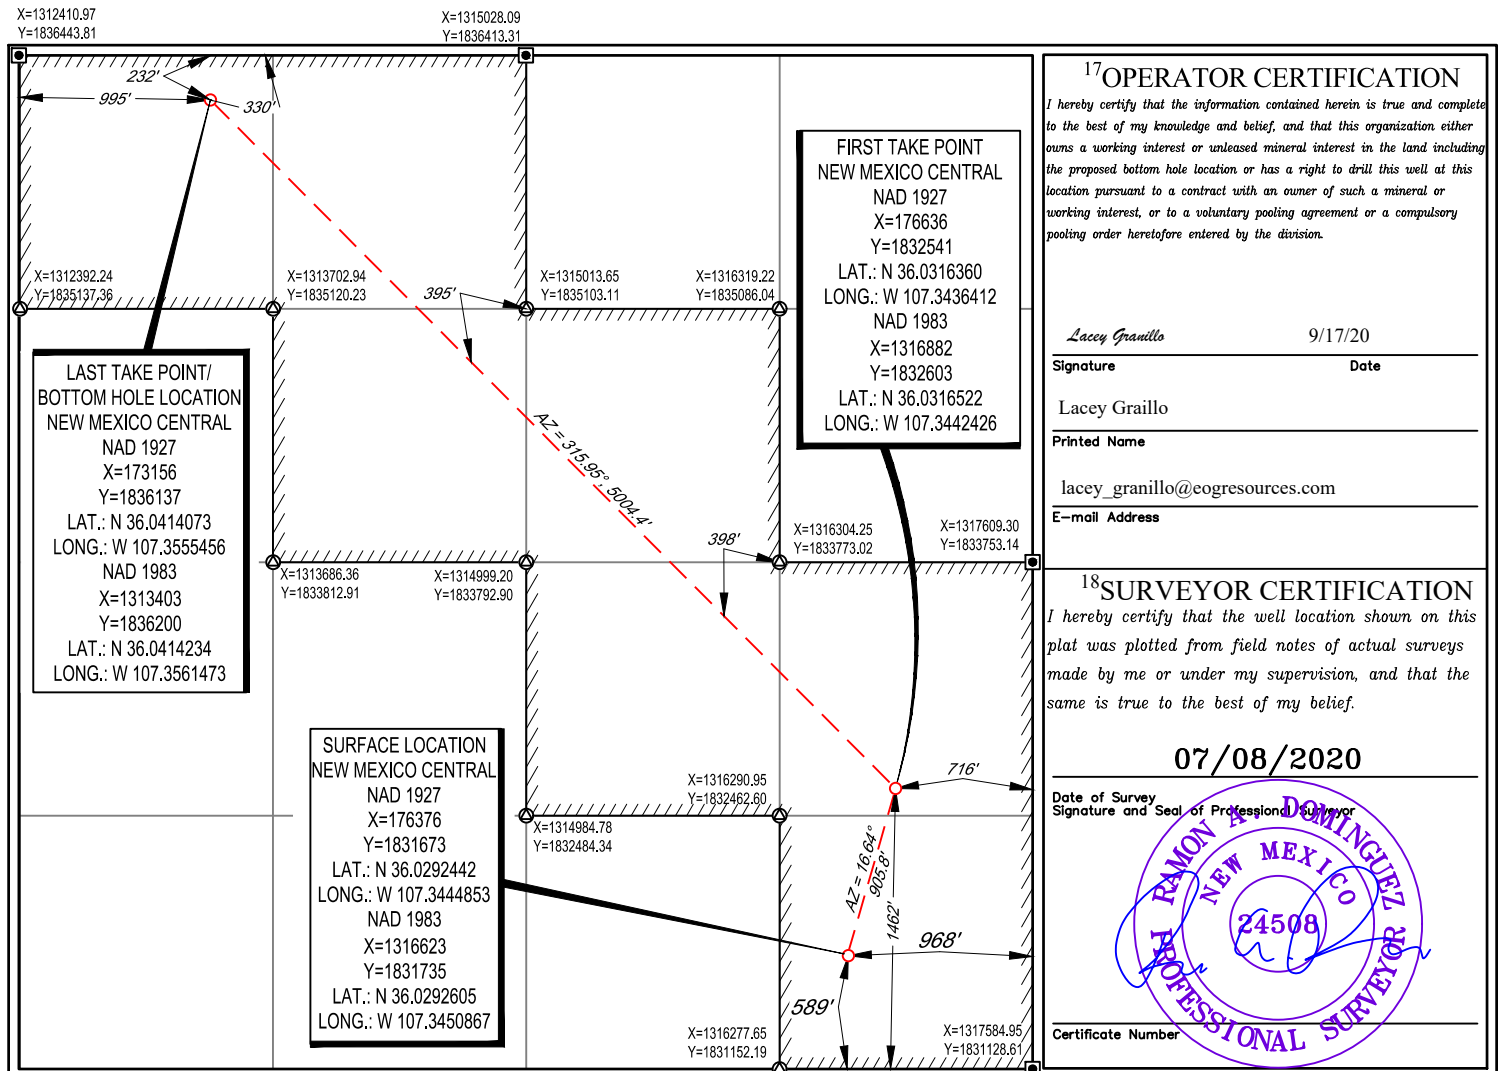 X=1312410.97
Y=1836443.81
X=1315028.09
Y=1836413.31
232'
995'
330'
X=1312392.24
Y=1835137.36
X=1313702.94
Y=1835120.23
395'
X=1315013.65
Y=1835103.11
X=1316319.22
Y=1835086.04
FIRST TAKE POINT
NEW MEXICO CENTRAL
NAD 1927
X=176636
Y=1832541
LAT.: N 36.0316360
LONG.: W 107.3436412
NAD 1983
X=1316882
Y=1832603
LAT.: N 36.0316522
LONG.: W 107.3442426
LAST TAKE POINT/
BOTTOM HOLE LOCATION
NEW MEXICO CENTRAL
NAD 1927
X=173156
Y=1836137
LAT.: N 36.0414073
LONG.: W 107.3555456
NAD 1983
X=1313403
Y=1836200
LAT.: N 36.0414234
LONG.: W 107.3561473
AZ = 315.95°, 5004.4'
398'
X=1316304.25
Y=1833773.02
X=1317609.30
Y=1833753.14
X=1313686.36
Y=1833812.91
X=1314999.20
Y=1833792.90
SURFACE LOCATION
NEW MEXICO CENTRAL
NAD 1927
X=176376
Y=1831673
LAT.: N 36.0292442
LONG.: W 107.3444853
NAD 1983
X=1316623
Y=1831735
LAT.: N 36.0292605
LONG.: W 107.3450867
X=1316290.95
Y=1832462.60
716'
X=1314984.78
Y=1832484.34
AZ = 16.64°
905.8'
1462'
968'
589'
X=1316277.65
Y=1831152.19
X=1317584.95
Y=1831128.61
17 OPERATOR CERTIFICATION
I hereby certify that the information contained herein is true and complete
to the best of my knowledge and belief, and that this organization either
owns a working interest or unleased mineral interest in the land including
the proposed bottom hole location or has a right to drill this well at this
location pursuant to a contract with an owner of such a mineral or
working interest, or to a voluntary pooling agreement or a compulsory
pooling order heretofore entered by the division.
Lacey Granillo 9/17/20
Signature Date
Lacey Graillo
Printed Name
lacey_granillo@eogresources.com
E-mail Address
18 SURVEYOR CERTIFICATION
I hereby certify that the well location shown on this
plat was plotted from field notes of actual surveys
made by me or under my supervision, and that the
same is true to the best of my belief.
07/08/2020
Date of Survey
Signature and Seal of Professional Surveyor
RAMON A. DOMINGUEZ
NEW MEXICO
24508
PROFESSIONAL SURVEYOR
Certificate Number